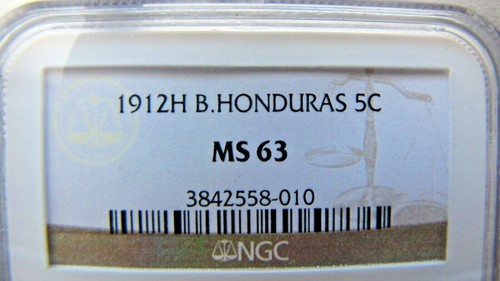 1912H B.HONDURAS 5C
MS 63
3842558-010
NGC